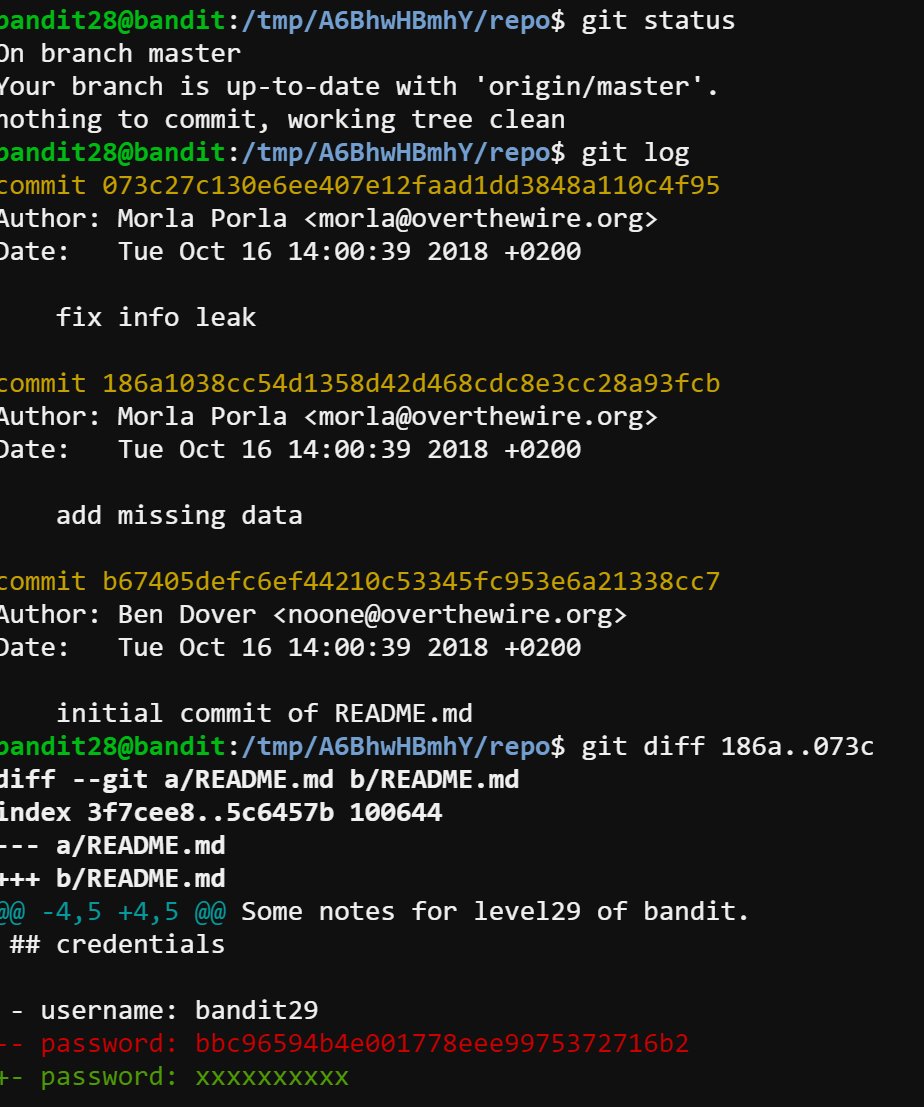 bandit28@bandit:/tmp/A6BhwHBmhY/repo$ git status
On branch master
Your branch is up-to-date with 'origin/master'.
nothing to commit, working tree clean
bandit28@bandit:/tmp/A6BhwHBmhY/repo$ git log
commit 073c27c130e6ee407e12faad1dd3848a110c4f95
Author: Morla Porla <morla@overthewire.org>
Date:   Tue Oct 16 14:00:39 2018 +0200

    fix info leak

commit 186a1038cc54d1358d42d468cdc8e3cc28a93fcb
Author: Morla Porla <morla@overthewire.org>
Date:   Tue Oct 16 14:00:39 2018 +0200

    add missing data

commit b67405defc6ef44210c53345fc953e6a21338cc7
Author: Ben Dover <noone@overthewire.org>
Date:   Tue Oct 16 14:00:39 2018 +0200

    initial commit of README.md
bandit28@bandit:/tmp/A6BhwHBmhY/repo$ git diff 186a..073c
diff --git a/README.md b/README.md
index 3f7cee8..5c6457b 100644
--- a/README.md
+++ b/README.md
@@ -4,5 +4,5 @@ Some notes for level29 of bandit.
 ## credentials

 - username: bandit29
-- password: bbc96594b4e001778eee9975372716b2
+- password: xxxxxxxxxx